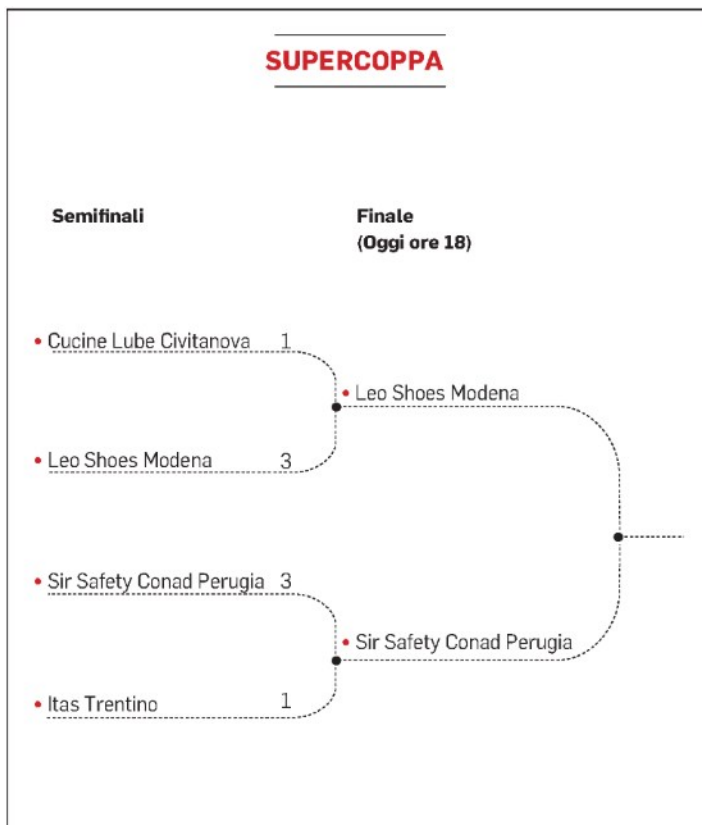 SUPERCOPPA
Semifinali
Finale
(Oggi ore 18)
Cucine Lube Civitanova 1
Leo Shoes Modena
Leo Shoes Modena 3
Sir Safety Conad Perugia 3
Sir Safety Conad Perugia
Itas Trentino 1